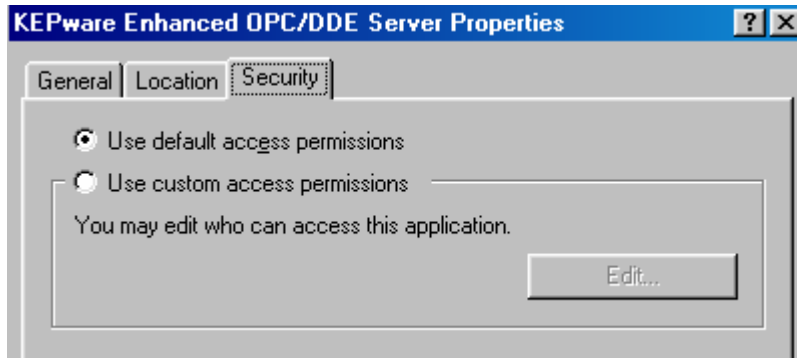 KEPware Enhanced OPC/DDE Server Properties
General Location Security
Use default access permissions
Use custom access permissions
You may edit who can access this application.
Edit...